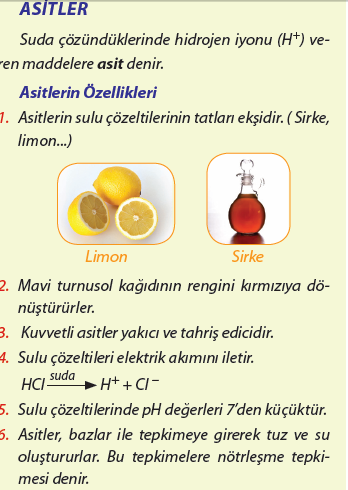 ASİTLER
Suda çözündüklerinde hidrojen iyonu (H+) ve-
ren maddelere asit denir.
Asitlerin Özellikleri
1. Asitlerin sulu çözeltilerinin tatları ekşidir. ( Sirke,
limon...)
Limon Sirke
2. Mavi turnusol kağıdının rengini kırmızıya dö-
nüştürürler.
3. Kuvvetli asitler yakıcı ve tahriş edicidir.
4. Sulu çözeltileri elektrik akımını iletir.
HCl suda → H+ + Cl –
5. Sulu çözeltilerinde pH değerleri 7’den küçüktür.
6. Asitler, bazlar ile tepkimeye girerek tuz ve su
oluştururlar. Bu tepkimelere nötrleşme tepki-
mesi denir.